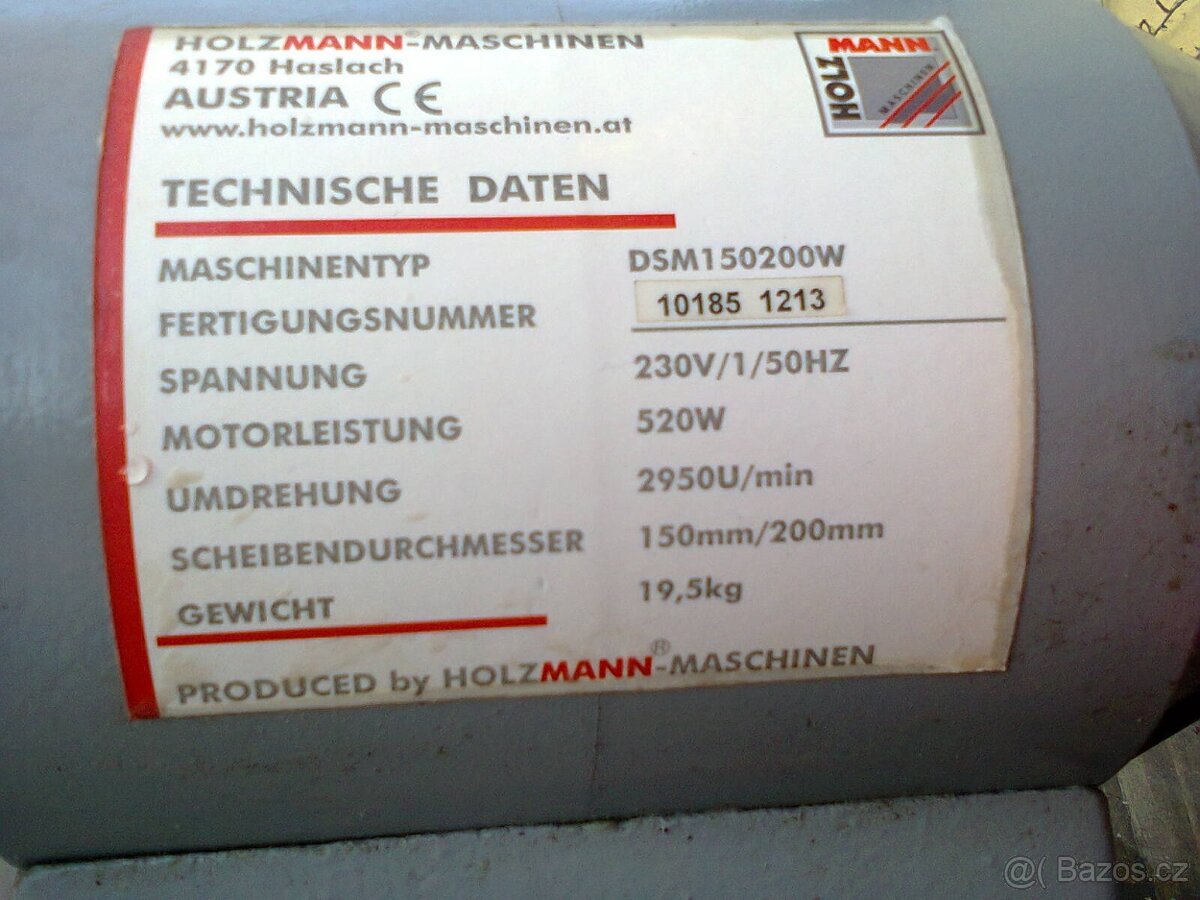 HOLZMANN®-MASCHINEN
4170 Haslach
AUSTRIA CE
www.holzmann-maschinen.at
MANN
HOLZ
MASCHINEN
TECHNISCHE DATEN
MASCHINENTYP DSM150200W
FERTIGUNGSNUMMER 10185 1213
SPANNUNG 230V/1/50HZ
MOTORLEISTUNG 520W
UMDREHUNG 2950U/min
SCHEIBENDURCHMESSER 150mm/200mm
GEWICHT 19,5kg
PRODUCED by HOLZMANN®-MASCHINEN
@( Bazos.cz